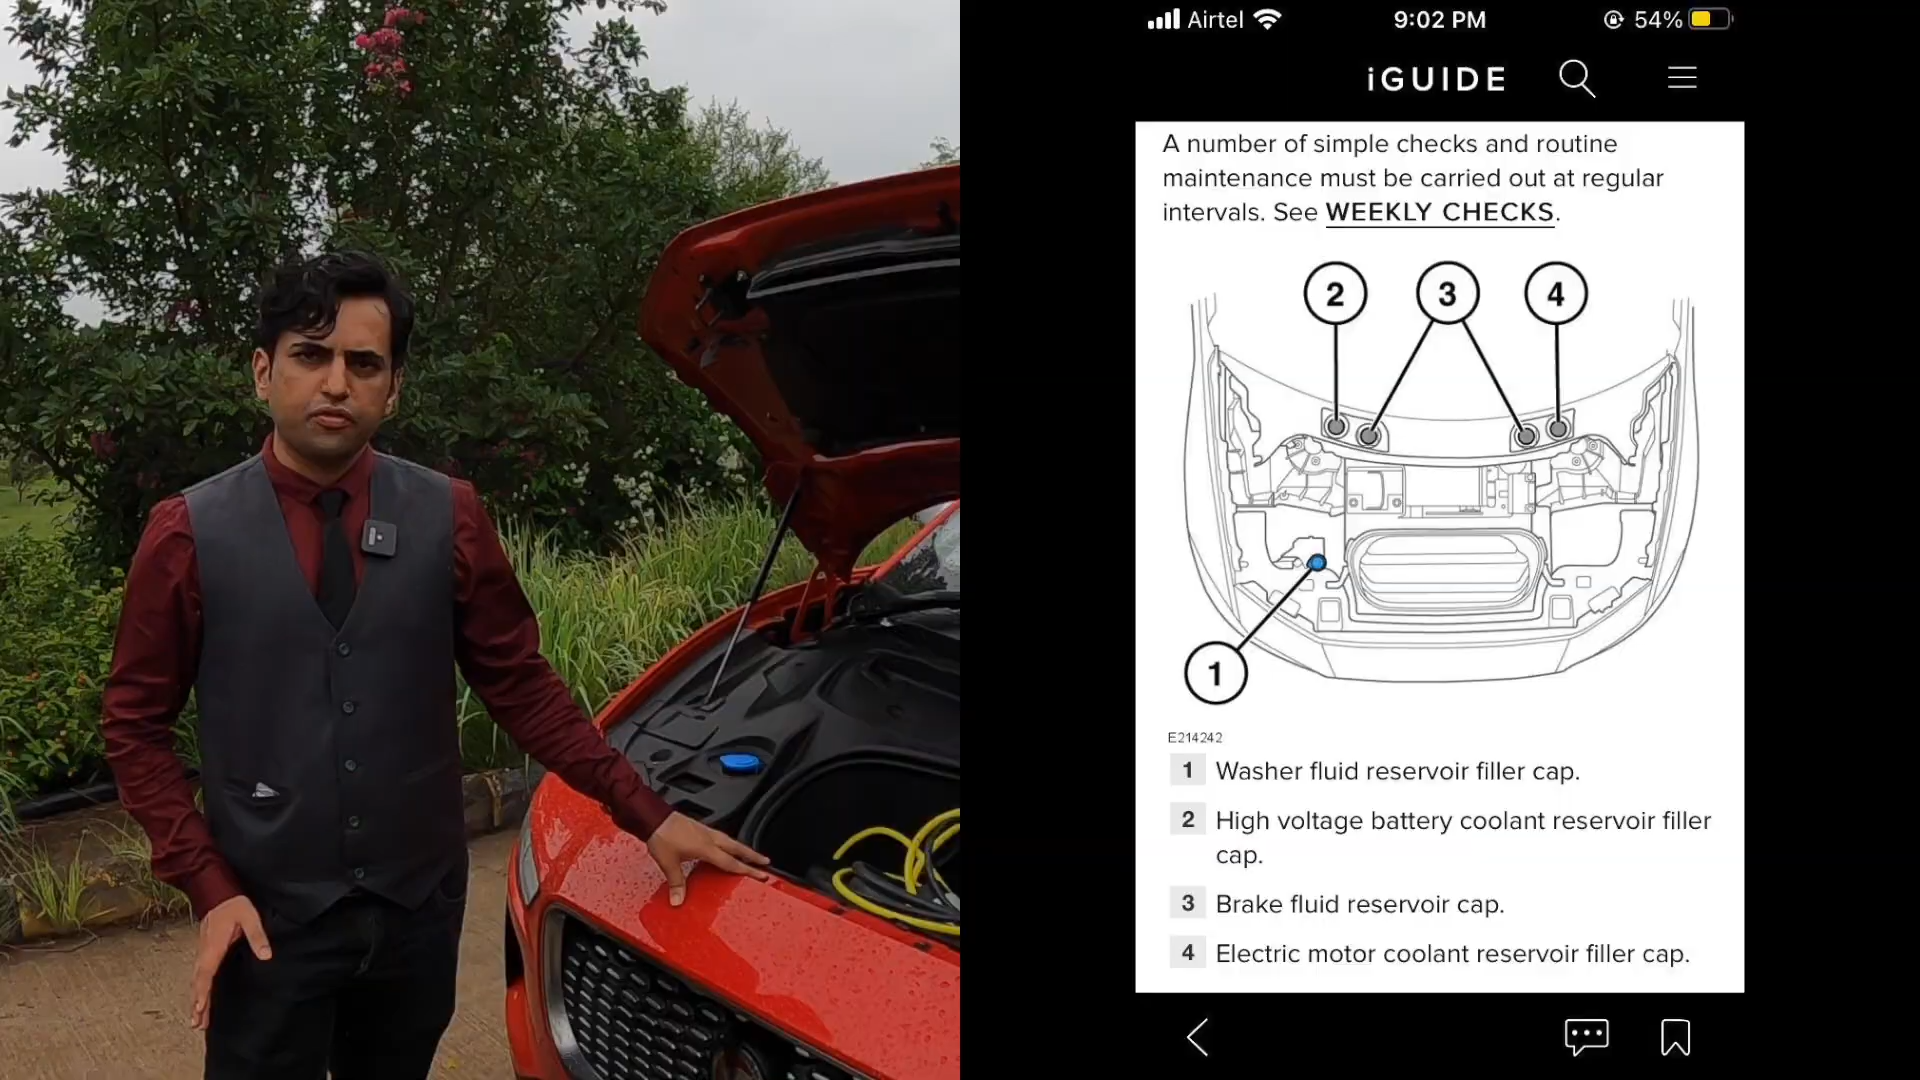 Airtel
9:02 PM
54%
iGUIDE
A number of simple checks and routine
maintenance must be carried out at regular
intervals. See WEEKLY CHECKS.
2
3
4
1
E214242
1 Washer fluid reservoir filler cap.
2 High voltage battery coolant reservoir filler
cap.
3 Brake fluid reservoir cap.
4 Electric motor coolant reservoir filler cap.